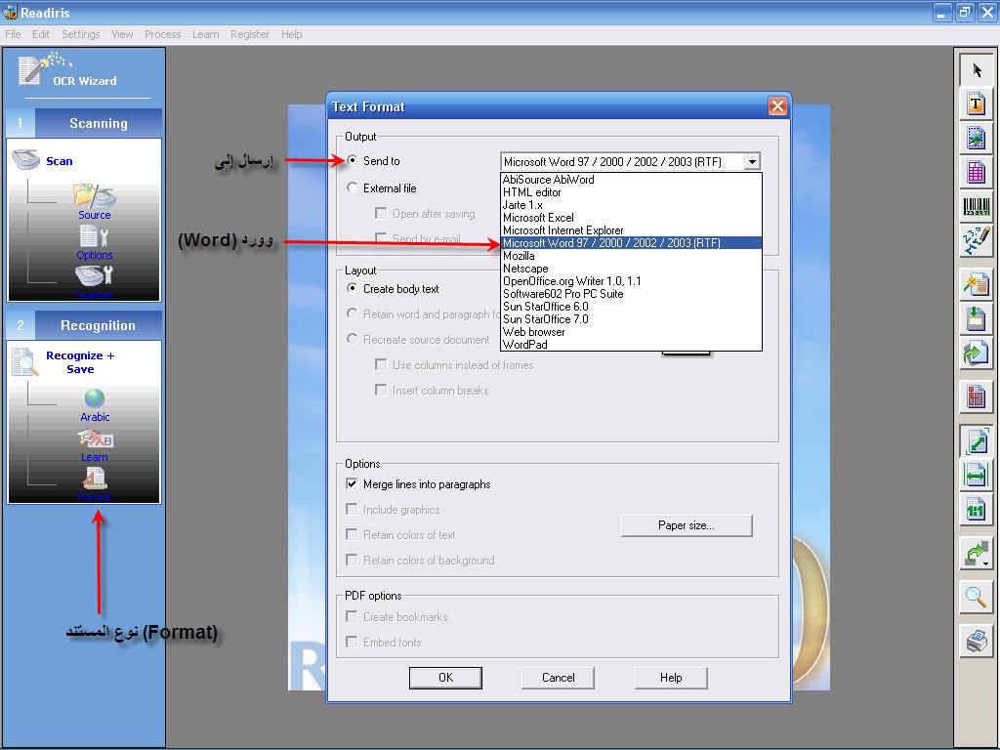 Readiris
File Edit Settings View Process Learn Register Help
OCR Wizard
1 Scanning
Scan
Source
Options
Scanner
2 Recognition
Recognize +
Save
Arabic
Learn
Format
نوع المستند (Format)
إرسال إلى
وورد (Word)
Text Format
Output
Send to
Microsoft Word 97 / 2000 / 2002 / 2003 (RTF)
External file
Open after saving
Send by e-mail
AbiSource AbiWord
HTML editor
Jarte 1.x
Microsoft Excel
Microsoft Internet Explorer
Microsoft Word 97 / 2000 / 2002 / 2003 (RTF)
Mozilla
Netscape
OpenOffice.org Writer 1.0, 1.1
Software602 Pro PC Suite
Sun StarOffice 6.0
Sun StarOffice 7.0
Web browser
WordPad
Layout
Create body text
Retain word and paragraph
Recreate source document
Use columns instead of frames
Insert column breaks
Options
Merge lines into paragraphs
Include graphics
Retain colors of text
Retain colors of background
Paper size...
PDF options
Create bookmarks
Embed fonts
OK Cancel Help
T
1:1
R